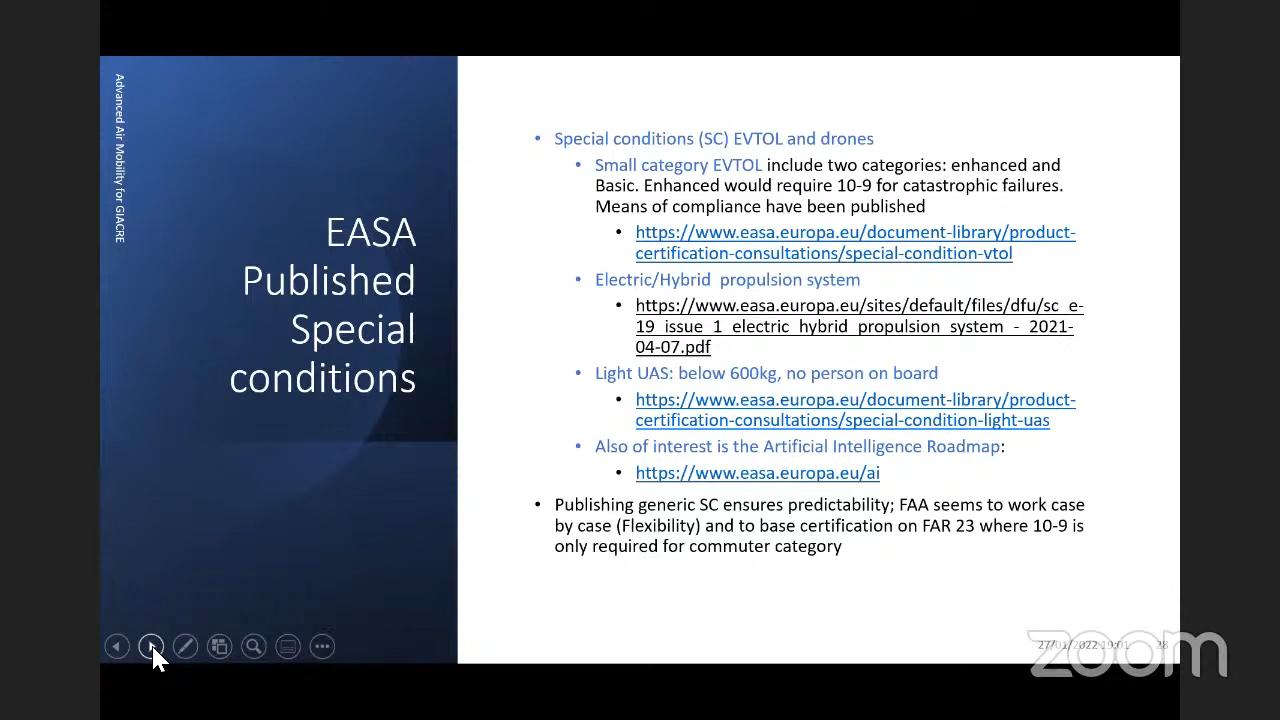 Advanced Air Mobility for GIACRE
EASA
Published
Special
conditions
• Special conditions (SC) EVTOL and drones
• Small category EVTOL include two categories: enhanced and
Basic. Enhanced would require 10-9 for catastrophic failures.
Means of compliance have been published
• https://www.easa.europa.eu/document-library/product-
certification-consultations/special-condition-vtol
• Electric/Hybrid propulsion system
• https://www.easa.europa.eu/sites/default/files/dfu/sc_e-
19_issue_1_electric_hybrid_propulsion_system_-_2021-
04-07.pdf
• Light UAS: below 600kg, no person on board
• https://www.easa.europa.eu/document-library/product-
certification-consultations/special-condition-light-uas
• Also of interest is the Artificial Intelligence Roadmap:
• https://www.easa.europa.eu/ai
• Publishing generic SC ensures predictability; FAA seems to work case
by case (Flexibility) and to base certification on FAR 23 where 10-9 is
only required for commuter category
27/01/2022 19:01 28
zoom